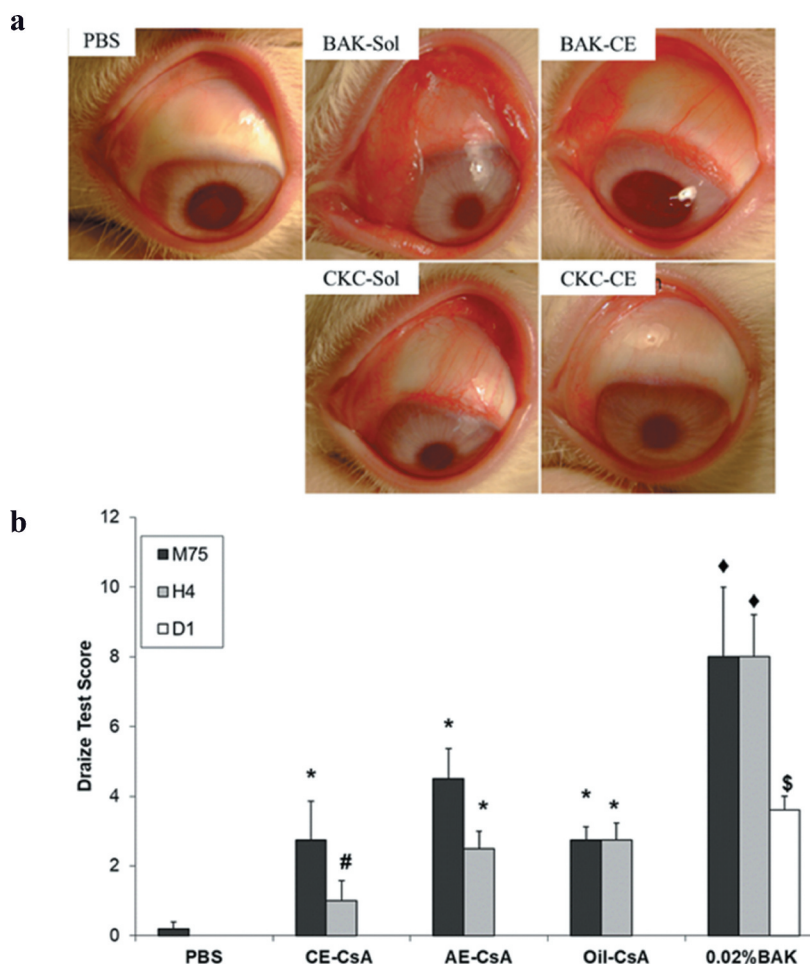 a
PBS
BAK-Sol
BAK-CE
CKC-Sol
CKC-CE
b
12
10
8
6
4
2
0
Draize Test Score
M75
H4
D1
*
#
*
*
*
*
♦
♦
$
PBS
CE-CsA
AE-CsA
Oil-CsA
0.02%BAK